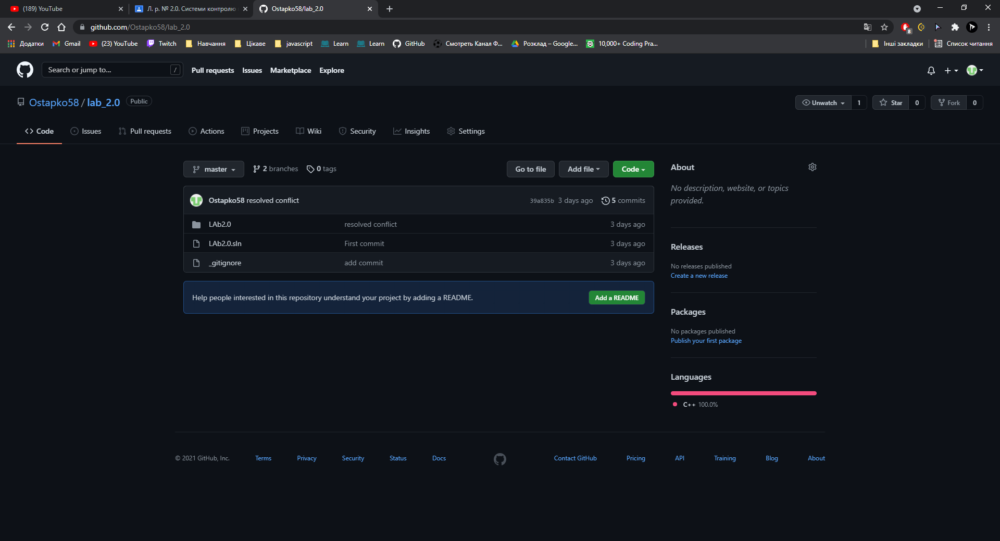 (189) YouTube
Л. р. № 2.0. Системи контролю
Ostapko58/lab_2.0
github.com/Ostapko58/lab_2.0
8
Додатки Gmail (23) YouTube Twitch Навчання Цікаве javascript Learn Learn GitHub Смотреть Канал Ф... Розклад – Google... 10,000+ Coding Pra... Інші закладки Список читання
Search or jump to... / Pull requests Issues Marketplace Explore
Ostapko58 / lab_2.0 Public
Unwatch 1 Star 0 Fork 0
Code Issues Pull requests Actions Projects Wiki Security Insights Settings
master 2 branches 0 tags Go to file Add file Code
Ostapko58 resolved conflict 39a835b 3 days ago 5 commits
LAb2.0 resolved conflict 3 days ago
LAb2.0.sln First commit 3 days ago
_gitignore add commit 3 days ago
Help people interested in this repository understand your project by adding a README. Add a README
About
No description, website, or topics
provided.
Releases
No releases published
Create a new release
Packages
No packages published
Publish your first package
Languages
C++ 100.0%
© 2021 GitHub, Inc. Terms Privacy Security Status Docs Contact GitHub Pricing API Training Blog About